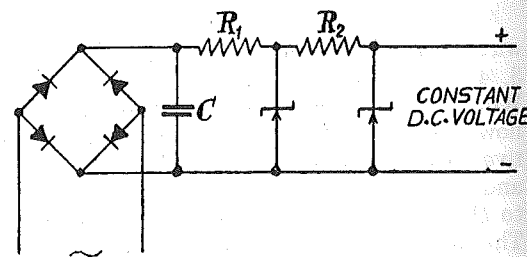 R₁ R₂
+
C
CONSTANT
D.C. VOLTAGE
-
~